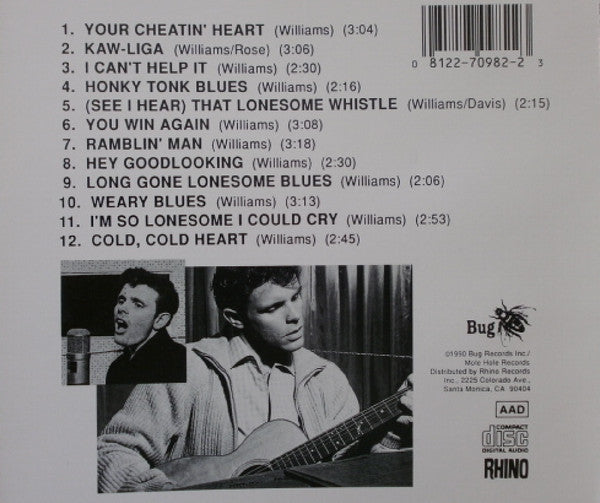 1. YOUR CHEATIN' HEART (Williams) (3:04)
2. KAW-LIGA (Williams/Rose) (3:06)
3. I CAN'T HELP IT (Williams) (2:30)
4. HONKY TONK BLUES (Williams) (2:16)
5. (SEE I HEAR) THAT LONESOME WHISTLE (Williams/Davis) (2:15)
6. YOU WIN AGAIN (Williams) (3:08)
7. RAMBLIN' MAN (Williams) (3:18)
8. HEY GOODLOOKING (Williams) (2:30)
9. LONG GONE LONESOME BLUES (Williams) (2:06)
10. WEARY BLUES (Williams) (3:13)
11. I'M SO LONESOME I COULD CRY (Williams) (2:53)
12. COLD, COLD HEART (Williams) (2:45)
0 8122-70982-2 3
Bug
©1990 Bug Records Inc./
Mole Hole Records
Distributed by Rhino Records
Inc., 2225 Colorado Ave.,
Santa Monica, CA 90404
AAD
COMPACT
disc
DIGITAL AUDIO
RHINO